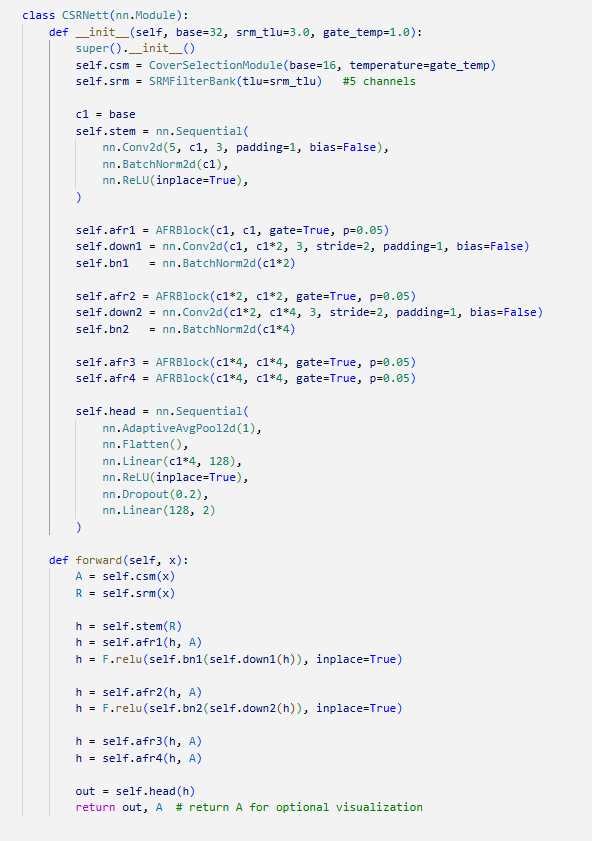 class CSRNett(nn.Module):
    def __init__(self, base=32, srm_tlu=3.0, gate_temp=1.0):
        super().__init__()
        self.csm = CoverSelectionModule(base=16, temperature=gate_temp)
        self.srm = SRMFilterBank(tlu=srm_tlu)   #5 channels

        c1 = base
        self.stem = nn.Sequential(
            nn.Conv2d(5, c1, 3, padding=1, bias=False),
            nn.BatchNorm2d(c1),
            nn.ReLU(inplace=True),
        )

        self.afr1 = AFRBlock(c1, c1, gate=True, p=0.05)
        self.down1 = nn.Conv2d(c1, c1*2, 3, stride=2, padding=1, bias=False)
        self.bn1   = nn.BatchNorm2d(c1*2)

        self.afr2 = AFRBlock(c1*2, c1*2, gate=True, p=0.05)
        self.down2 = nn.Conv2d(c1*2, c1*4, 3, stride=2, padding=1, bias=False)
        self.bn2   = nn.BatchNorm2d(c1*4)

        self.afr3 = AFRBlock(c1*4, c1*4, gate=True, p=0.05)
        self.afr4 = AFRBlock(c1*4, c1*4, gate=True, p=0.05)

        self.head = nn.Sequential(
            nn.AdaptiveAvgPool2d(1),
            nn.Flatten(),
            nn.Linear(c1*4, 128),
            nn.ReLU(inplace=True),
            nn.Dropout(0.2),
            nn.Linear(128, 2)
        )

    def forward(self, x):
        A = self.csm(x)
        R = self.srm(x)

        h = self.stem(R)
        h = self.afr1(h, A)
        h = F.relu(self.bn1(self.down1(h)), inplace=True)

        h = self.afr2(h, A)
        h = F.relu(self.bn2(self.down2(h)), inplace=True)

        h = self.afr3(h, A)
        h = self.afr4(h, A)

        out = self.head(h)
        return out, A  # return A for optional visualization